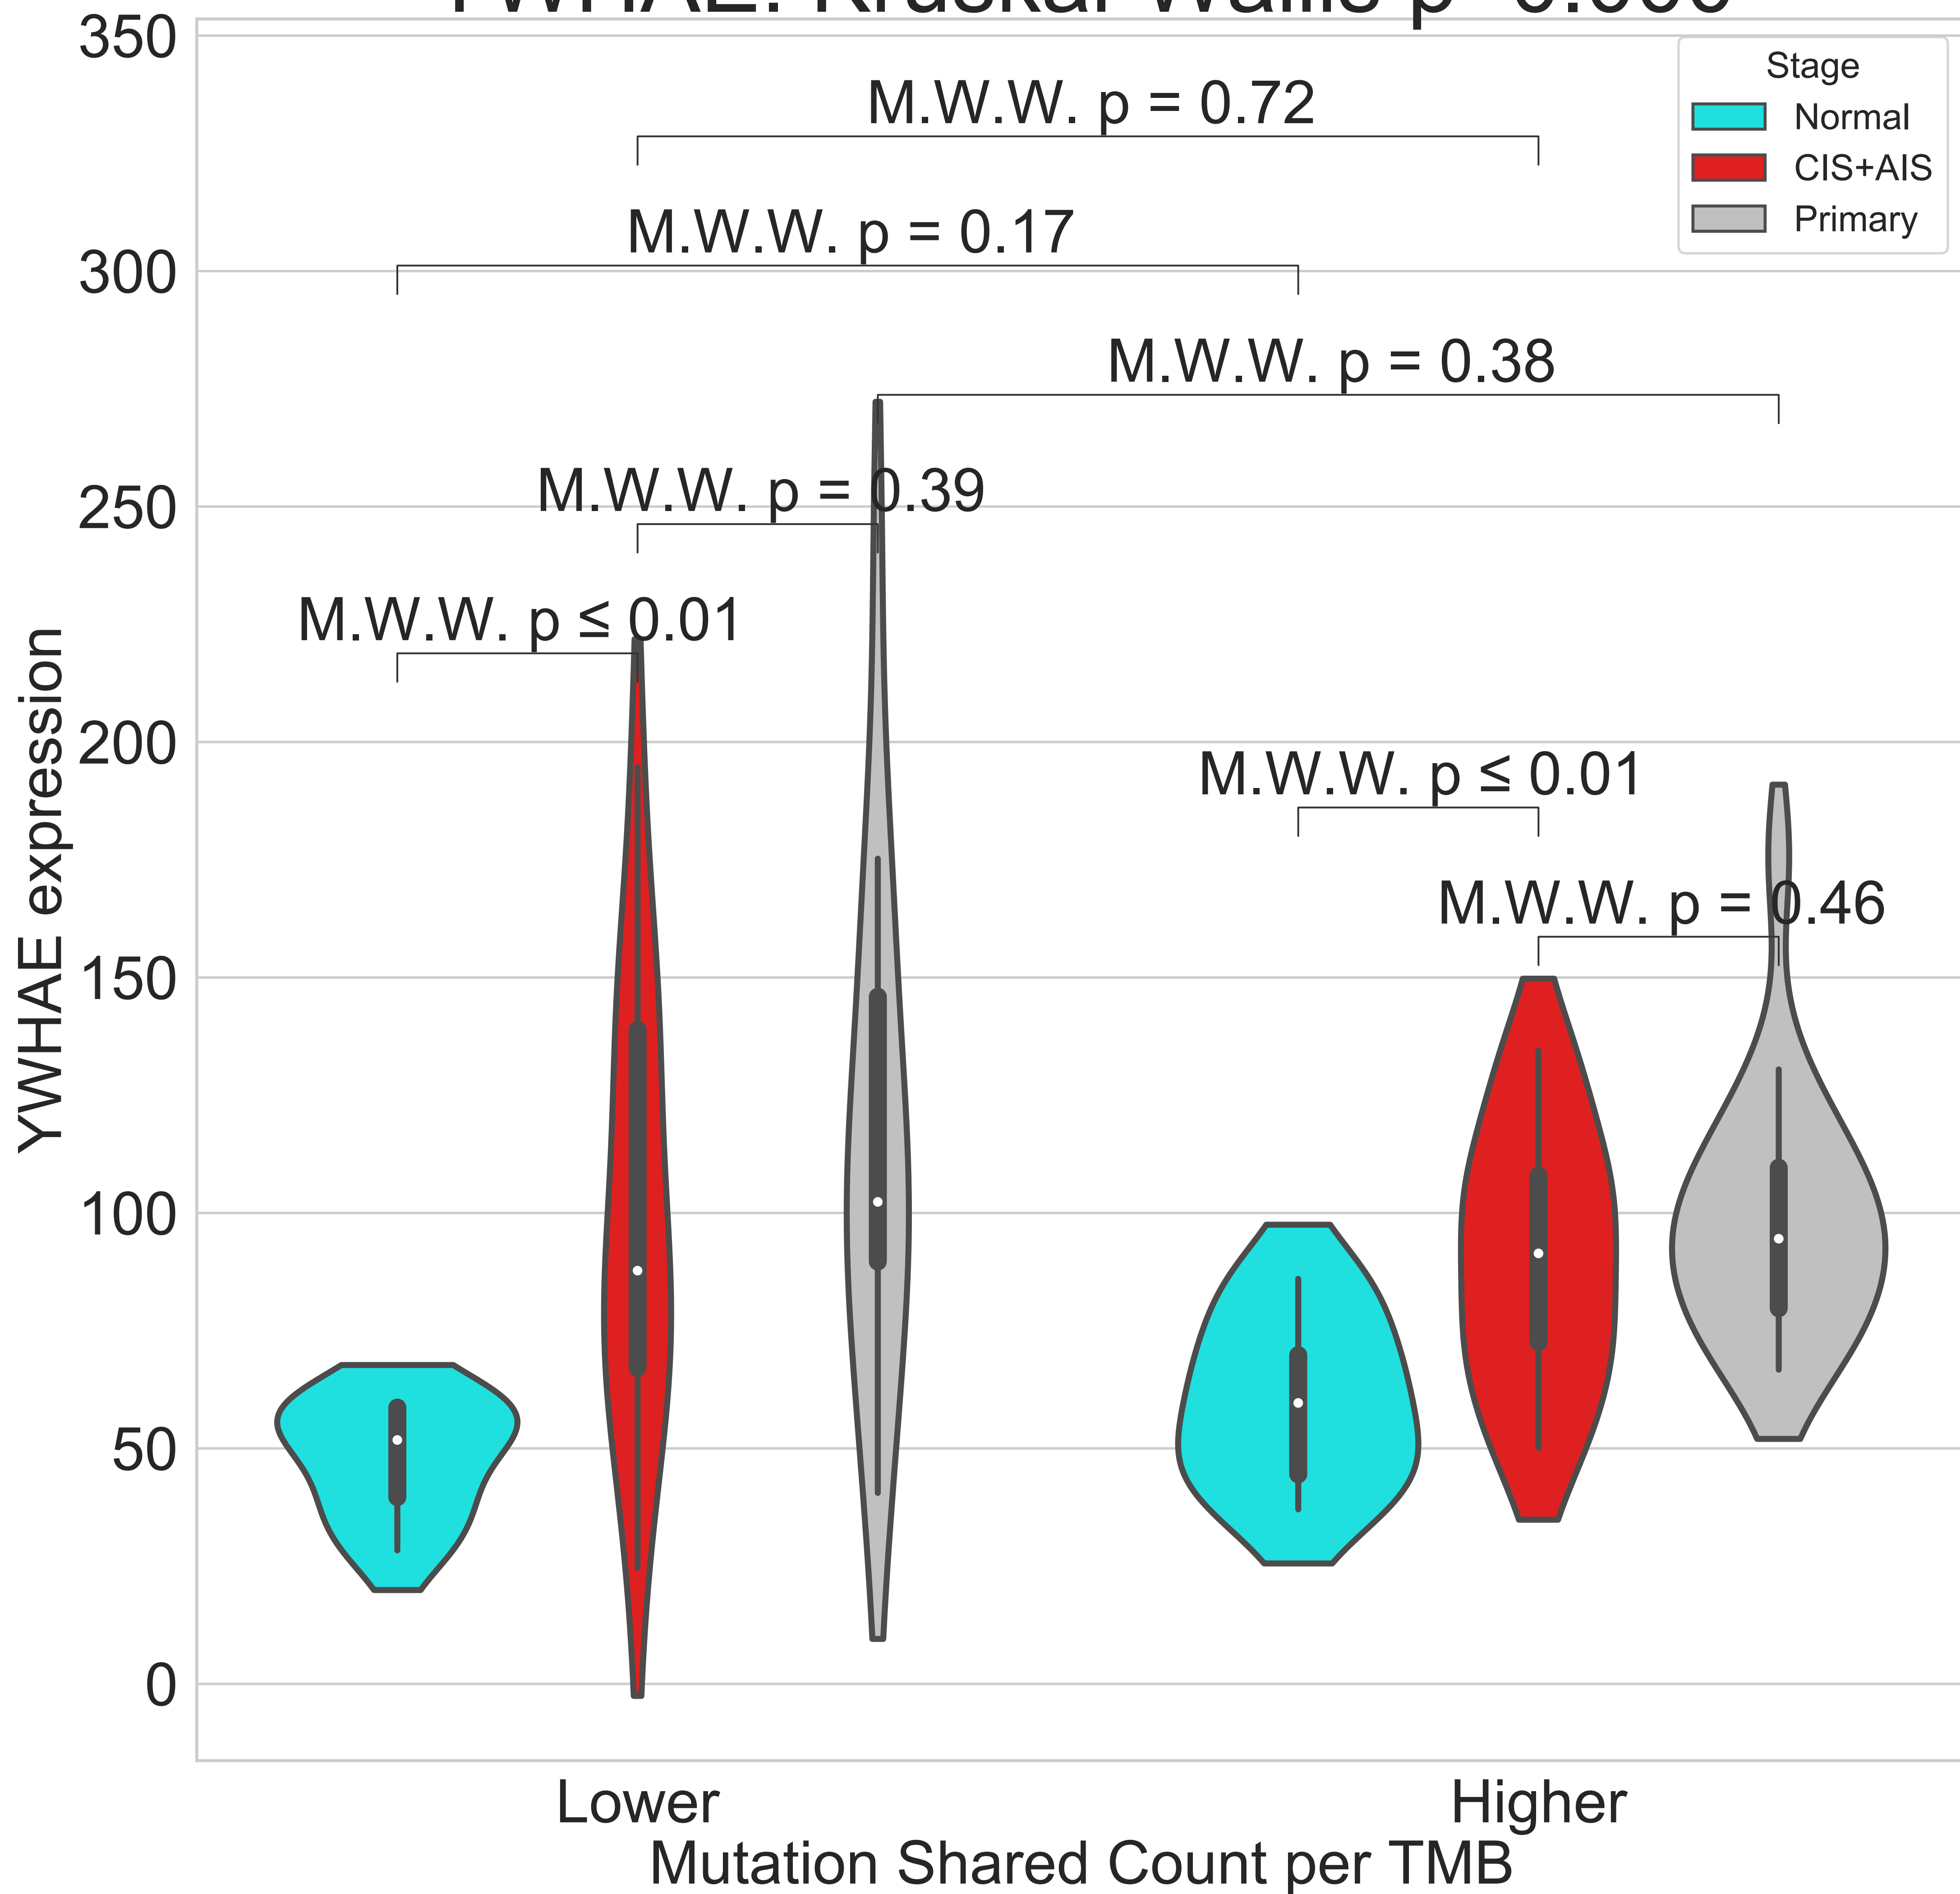 350
Stage
Normal
CIS+AIS
Primary
M.W.W. p = 0.72
M.W.W. p = 0.17
300
M.W.W. p = 0.38
M.W.W. p = 0.39
250
M.W.W. p ≤ 0.01
200
M.W.W. p ≤ 0.01
M.W.W. p = 0.46
YWHAE expression
150
100
50
0
Lower
Higher
Mutation Shared Count per TMB